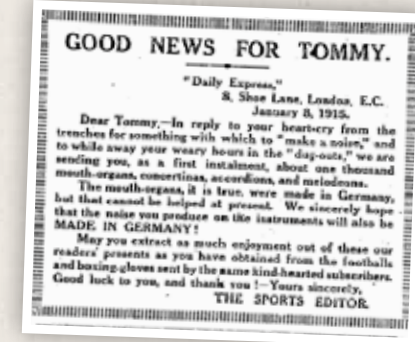 GOOD NEWS FOR TOMMY.
"Daily Express,"
8, Shoe Lane, London, E.C.
January 8, 1915.
Dear Tommy,—In reply to your heart-cry from the
trenches for something with which to "make a noise," and
to while away your weary hours in the "dug-outs," we are
sending you, as a first instalment, about one thousand
mouth-organs, concertinas, accordions, and melodeons.
The mouth-organs, it is true, were made in Germany,
but that cannot be helped at present. We sincerely hope
that the noise you produce on the instruments will also be
MADE IN GERMANY!
May you extract as much enjoyment out of these our
readers' presents as you have obtained from the footballs
and boxing-gloves sent by the same kind-hearted subscribers.
Good luck to you, and thank you!—Yours sincerely,
THE SPORTS EDITOR.